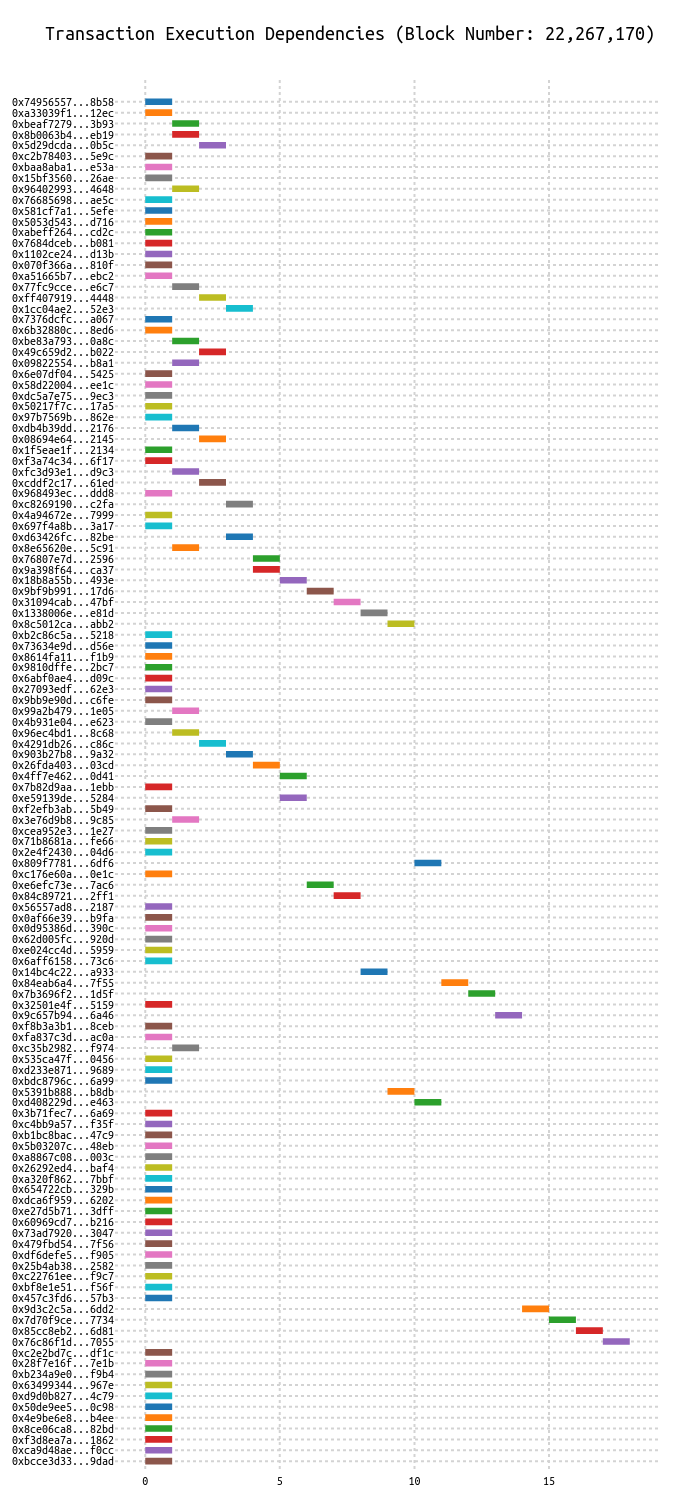 Transaction Execution Dependencies (Block Number: 22,267,170)
0x74956557...8b58
0xa33039f1...12ec
0xbeaf7279...3b93
0x8b0063b4...eb19
0x5d29dcda...0b5c
0xc2b78403...5e9c
0xbaa8aba1...e53a
0x15bf3560...26ae
0x96402993...4648
0x76685698...ae5c
0x581cf7a1...5efe
0x5053d543...d716
0xabeff264...cd2c
0x7684dceb...b081
0x1102ce24...d13b
0x070f366a...810f
0xa51665b7...ebc2
0x77fc9cce...e6c7
0xff407919...4448
0x1cc04ae2...52e3
0x7376dcfc...a067
0x6b32880c...8ed6
0xbe83a793...0a8c
0x49c659d2...b022
0x09822554...b8a1
0x6e07df04...5425
0x58d22004...ee1c
0xdc5a7e75...9ec3
0x50217f7c...17a5
0x97b7569b...862e
0xdb4b39dd...2176
0x08694e64...2145
0x1f5eae1f...2134
0xf3a74c34...6f17
0xfc3d93e1...d9c3
0xcddf2c17...61ed
0x968493ec...ddd8
0xc8269190...c2fa
0x4a94672e...7999
0x697f4a8b...3a17
0xd63426fc...82be
0x8e65620e...5c91
0x76807e7d...2596
0x9a398f64...ca37
0x18b8a55b...493e
0x9bf9b991...17d6
0x31094cab...47bf
0x1338006e...e81d
0x8c5012ca...abb2
0xb2c86c5a...5218
0x73634e9d...d56e
0x8614fa11...f1b9
0x9810dffe...2bc7
0x6abf0ae4...d09c
0x27093edf...62e3
0x9bb9e90d...c6fe
0x99a2b479...1e05
0x4b931e04...e623
0x96ec4bd1...8c68
0x4291db26...c86c
0x903b27b8...9a32
0x26fda403...03cd
0x4ff7e462...0d41
0x7b82d9aa...1ebb
0xe59139de...5284
0xf2efb3ab...5b49
0x3e76d9b8...9c85
0xcea952e3...1e27
0x71b8681a...fe66
0x2e4f2430...04d6
0x809f7781...6df6
0xc176e60a...0e1c
0xe6efc73e...7ac6
0x84c89721...2ff1
0x56557ad8...2187
0x0af66e39...b9fa
0x0d95386d...390c
0x62d005fc...920d
0xe024cc4d...5959
0x6aff6158...73c6
0x14bc4c22...a933
0x84eab6a4...7f55
0x7b3696f2...1d5f
0x32501e4f...5159
0x9c657b94...6a46
0xf8b3a3b1...8ceb
0xfa837c3d...ac0a
0xc35b2982...f974
0x535ca47f...0456
0xd233e871...9689
0xbdc8796c...6a99
0x5391b888...b8db
0xd408229d...e463
0x3b71fec7...6a69
0xc4bb9a57...f35f
0xb1bc8bac...47c9
0x5b03207c...48eb
0xa8867c08...003c
0x26292ed4...baf4
0xa320f862...7bbf
0x654722cb...329b
0xdca6f959...6202
0xe27d5b71...3dff
0x60969cd7...b216
0x73ad7920...3047
0x479fbd54...7f56
0xdf6defe5...f905
0x25b4ab38...2582
0xc22761ee...f9c7
0xbf8e1e51...f56f
0x457c3fd6...57b3
0x9d3c2c5a...6dd2
0x7d70f9ce...7734
0x85cc8eb2...6d81
0x76c86f1d...7055
0xc2e2bd7c...df1c
0x28f7e16f...7e1b
0xb234a9e0...f9b4
0x63499344...967e
0xd9d0b827...4c79
0x50de9ee5...0c98
0x4e9be6e8...b4ee
0x8ce06ca8...82bd
0xf3d8ea7a...1862
0xca9d48ae...f0cc
0xbcce3d33...9dad
0 5 10 15